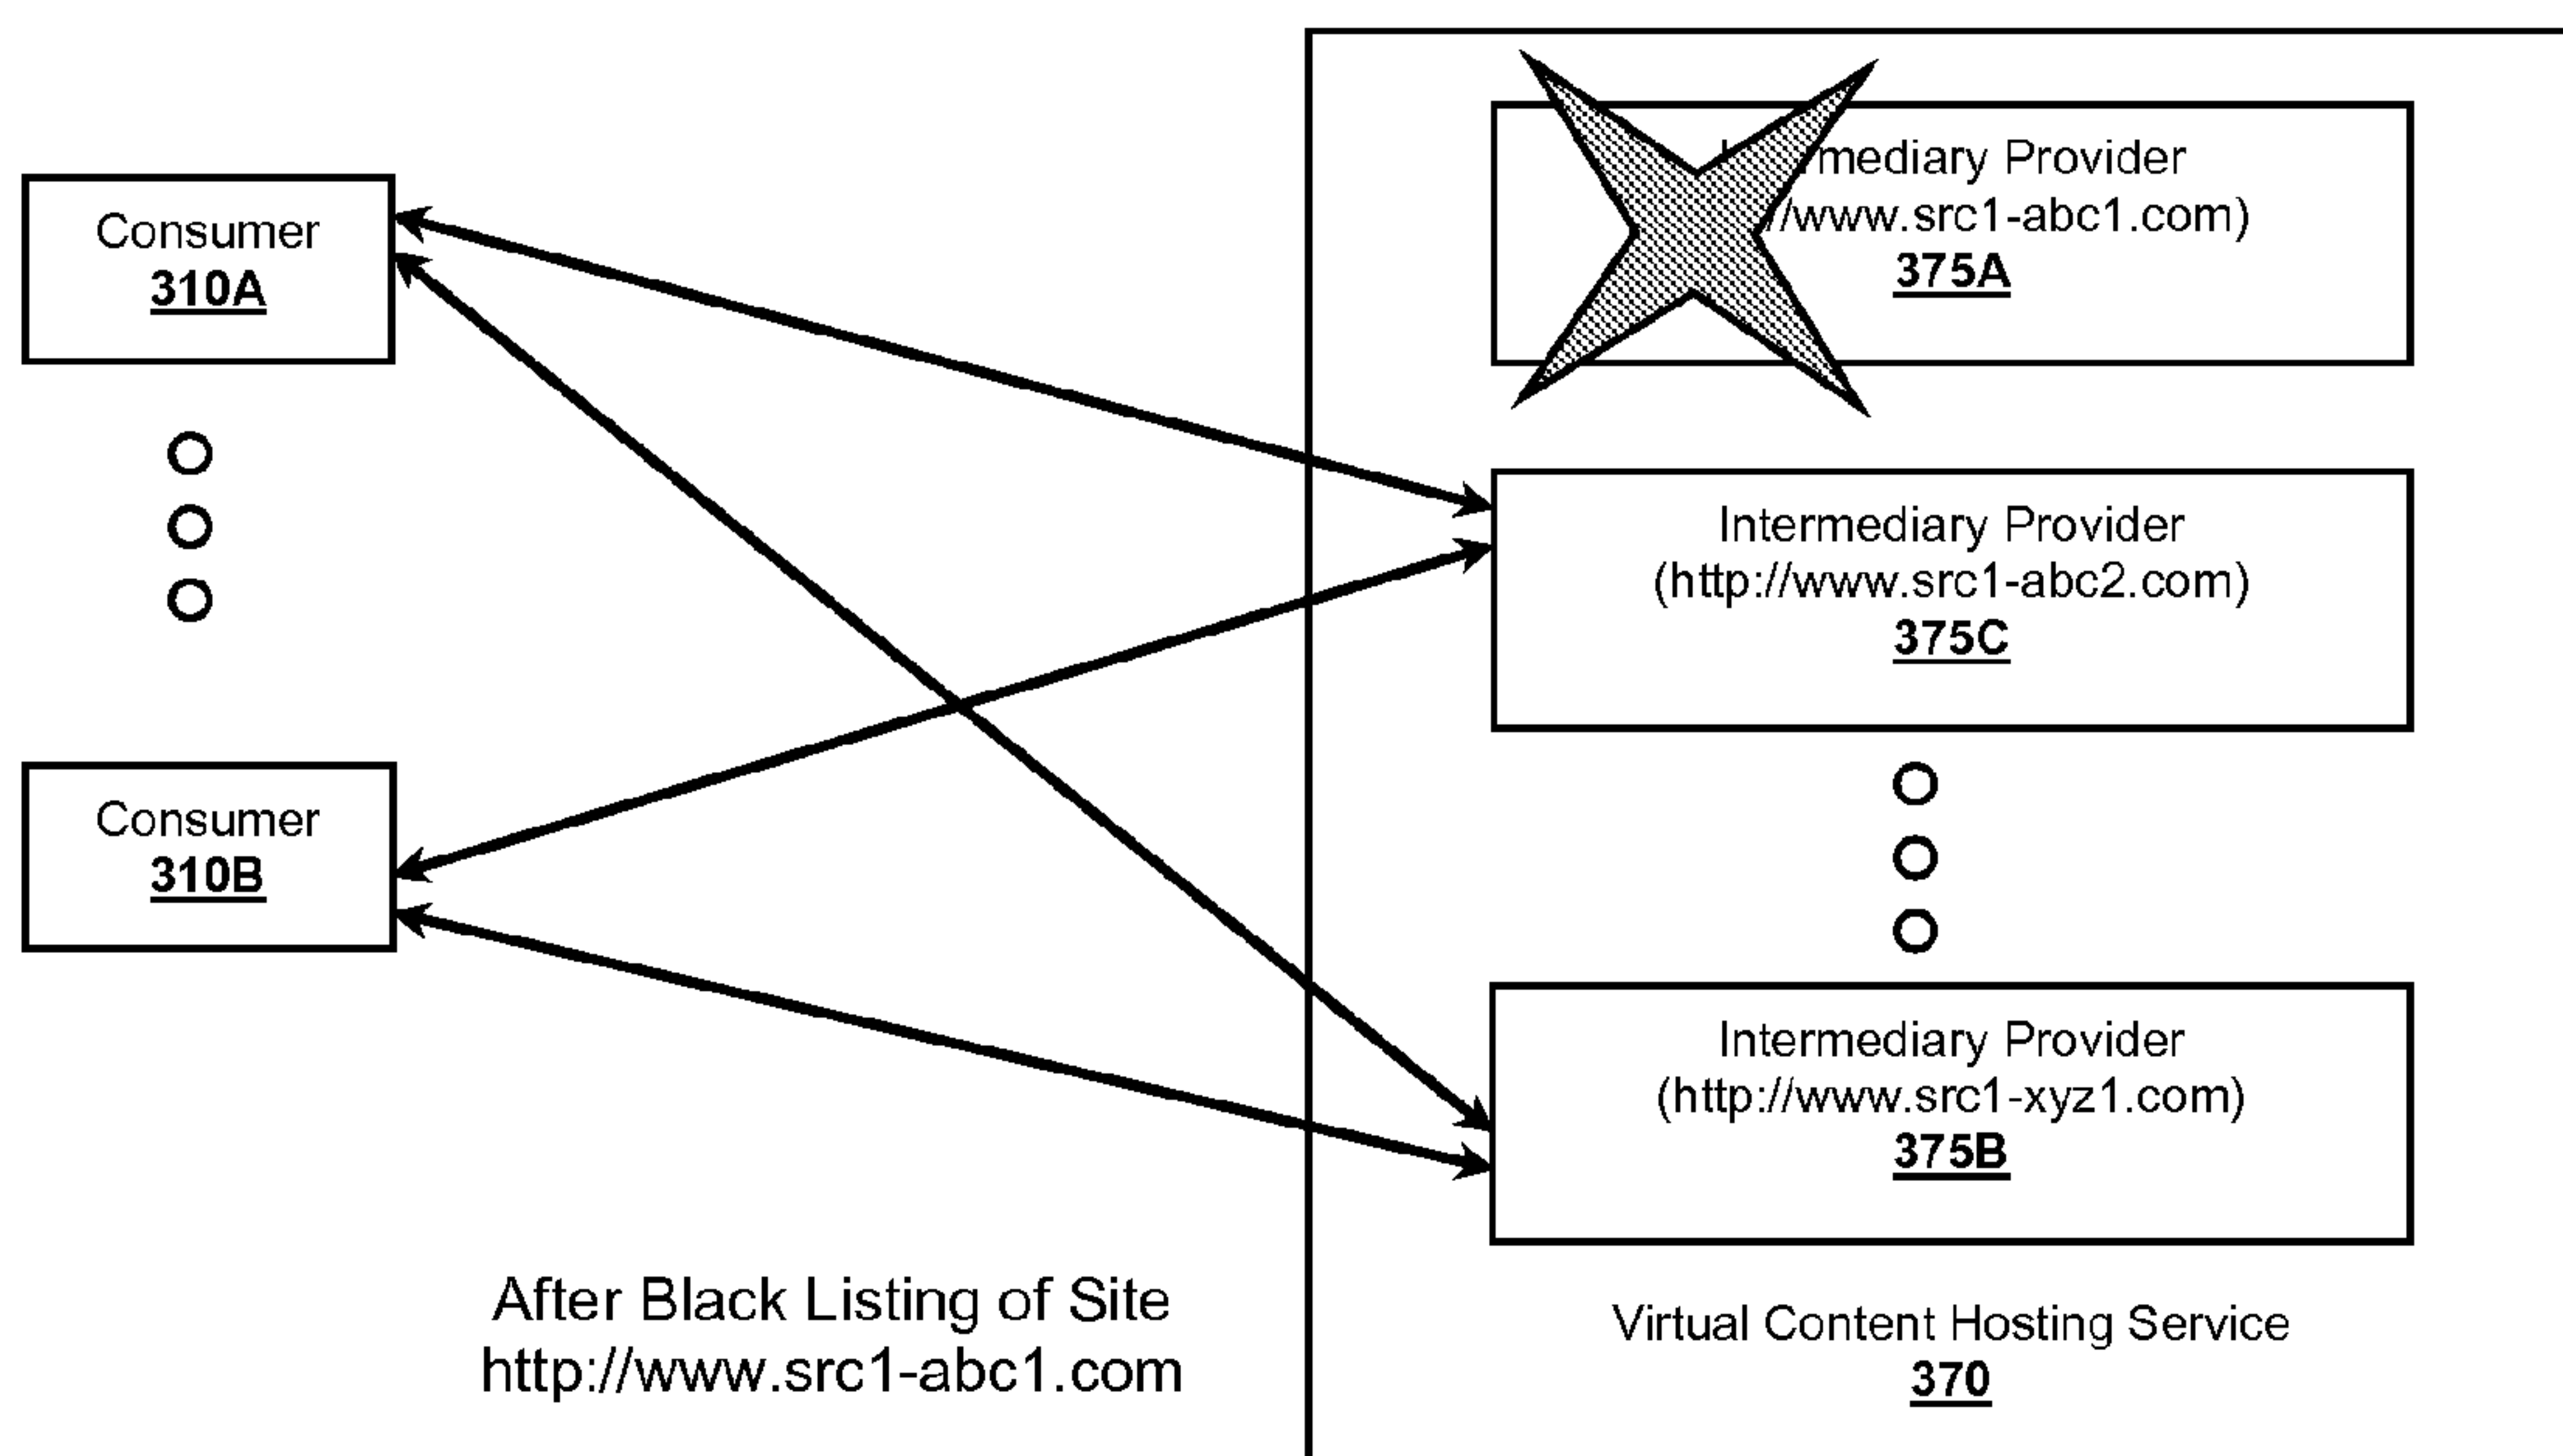 Consumer
310A
Consumer
310B
mediary Provider
/www.src1-abc1.com)
375A
Intermediary Provider
(http://www.src1-abc2.com)
375C
Intermediary Provider
(http://www.src1-xyz1.com)
375B
After Black Listing of Site
http://www.src1-abc1.com
Virtual Content Hosting Service
370